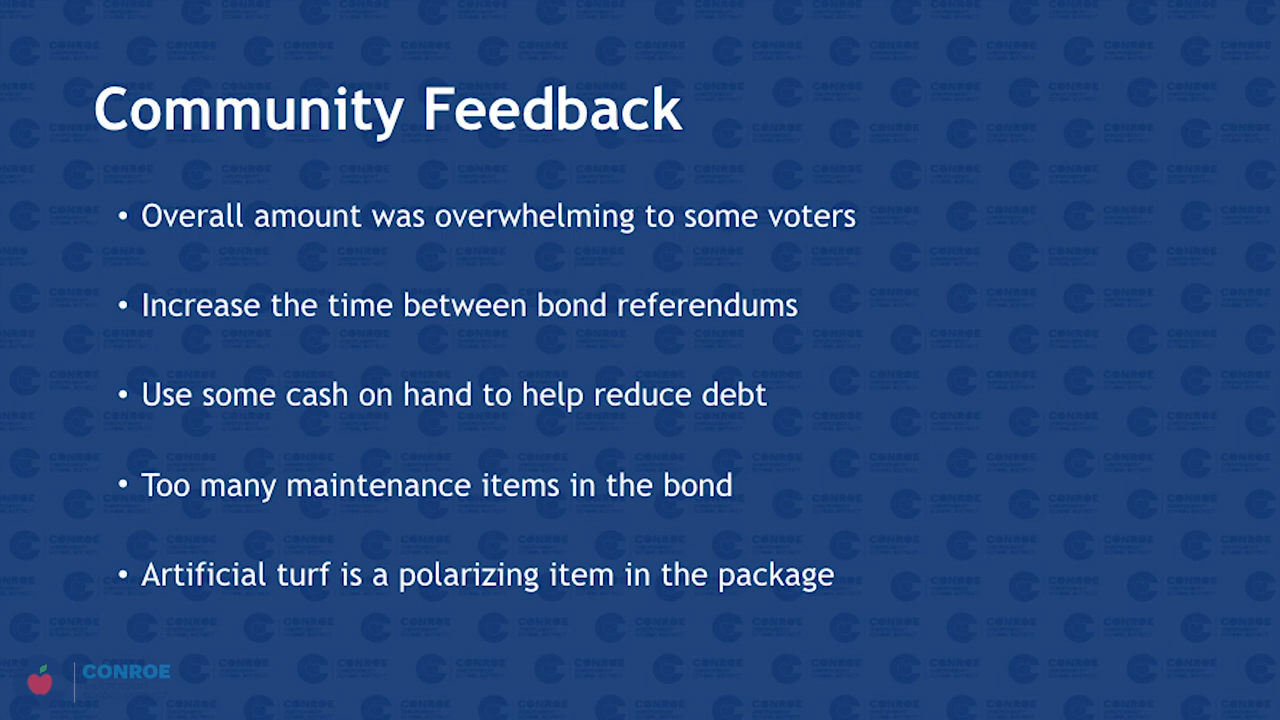 Community Feedback
• Overall amount was overwhelming to some voters
• Increase the time between bond referendums
• Use some cash on hand to help reduce debt
• Too many maintenance items in the bond
• Artificial turf is a polarizing item in the package
CONROE